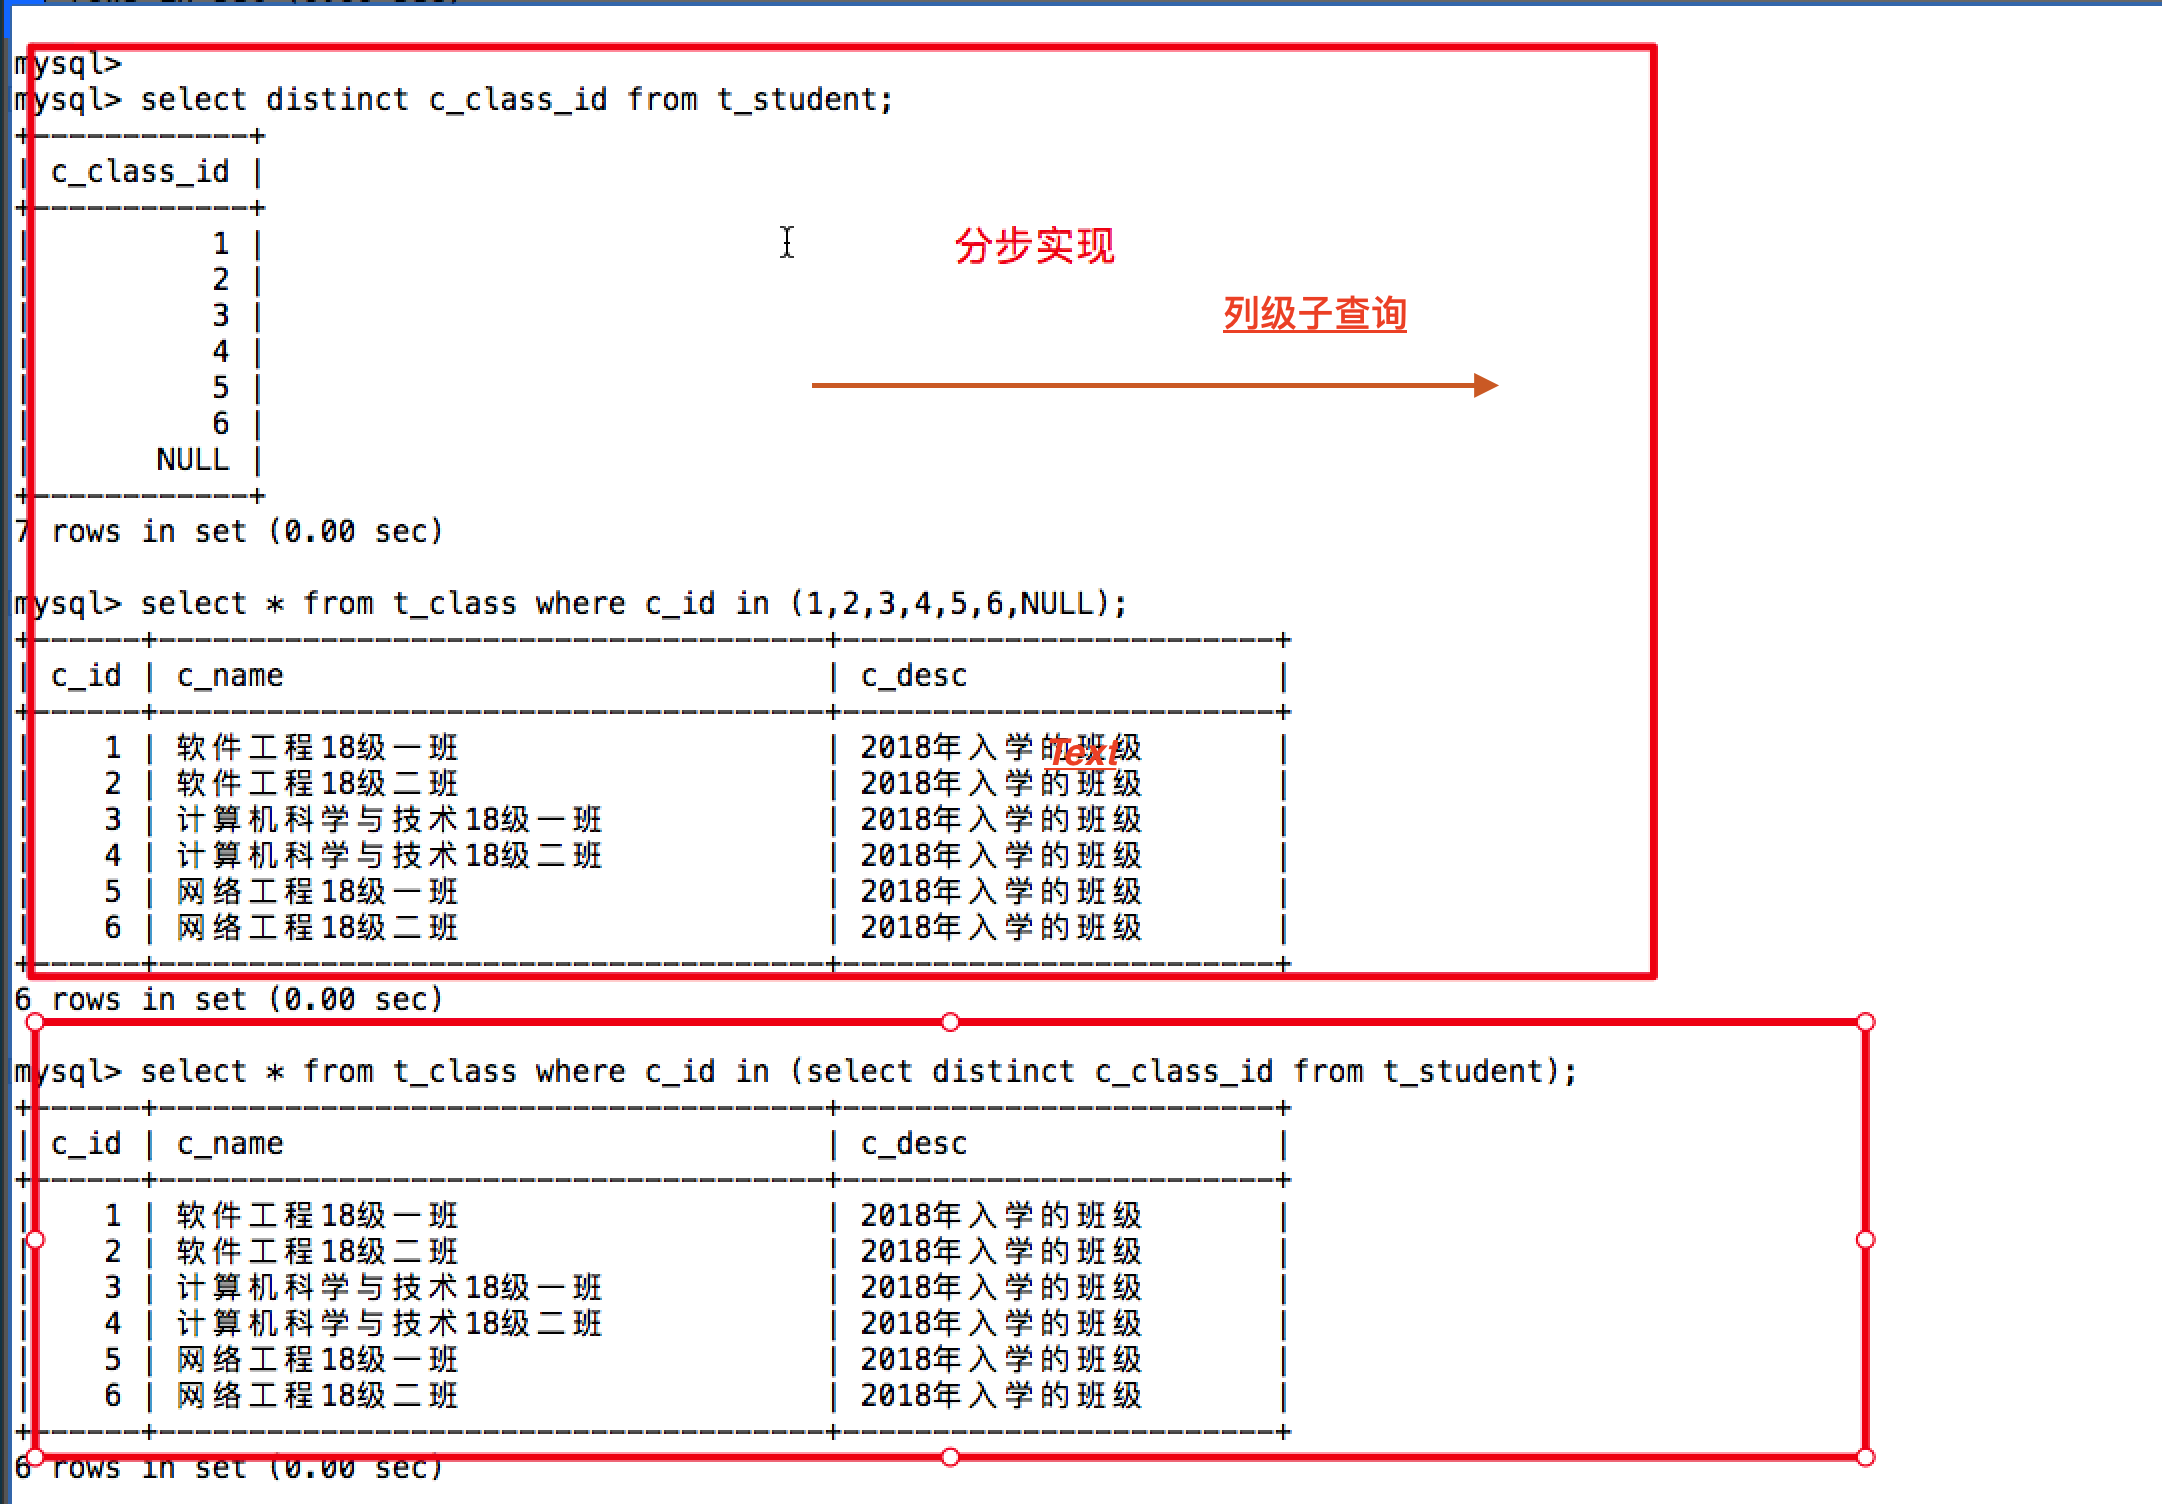 mysql>
mysql> select distinct c_class_id from t_student;
+------------+
| c_class_id |
+------------+
|          1 |
|          2 |
|          3 |
|          4 |
|          5 |
|          6 |
|       NULL |
+------------+
7 rows in set (0.00 sec)
分步实现
列级子查询
mysql> select * from t_class where c_id in (1,2,3,4,5,6,NULL);
+------+-------------------------------------+------------------------+
| c_id | c_name | c_desc |
+------+-------------------------------------+------------------------+
| 1 | 软件工程18级一班 | 2018年入学的班级 |
Text
| 2 | 软件工程18级二班 | 2018年入学的班级 |
| 3 | 计算机科学与技术18级一班 | 2018年入学的班级 |
| 4 | 计算机科学与技术18级二班 | 2018年入学的班级 |
| 5 | 网络工程18级一班 | 2018年入学的班级 |
| 6 | 网络工程18级二班 | 2018年入学的班级 |
+------+-------------------------------------+------------------------+
6 rows in set (0.00 sec)
mysql> select * from t_class where c_id in (select distinct c_class_id from t_student);
+------+-------------------------------------+------------------------+
| c_id | c_name | c_desc |
+------+-------------------------------------+------------------------+
| 1 | 软件工程18级一班 | 2018年入学的班级 |
| 2 | 软件工程18级二班 | 2018年入学的班级 |
| 3 | 计算机科学与技术18级一班 | 2018年入学的班级 |
| 4 | 计算机科学与技术18级二班 | 2018年入学的班级 |
| 5 | 网络工程18级一班 | 2018年入学的班级 |
| 6 | 网络工程18级二班 | 2018年入学的班级 |
+------+-------------------------------------+------------------------+
6 rows in set (0.00 sec)